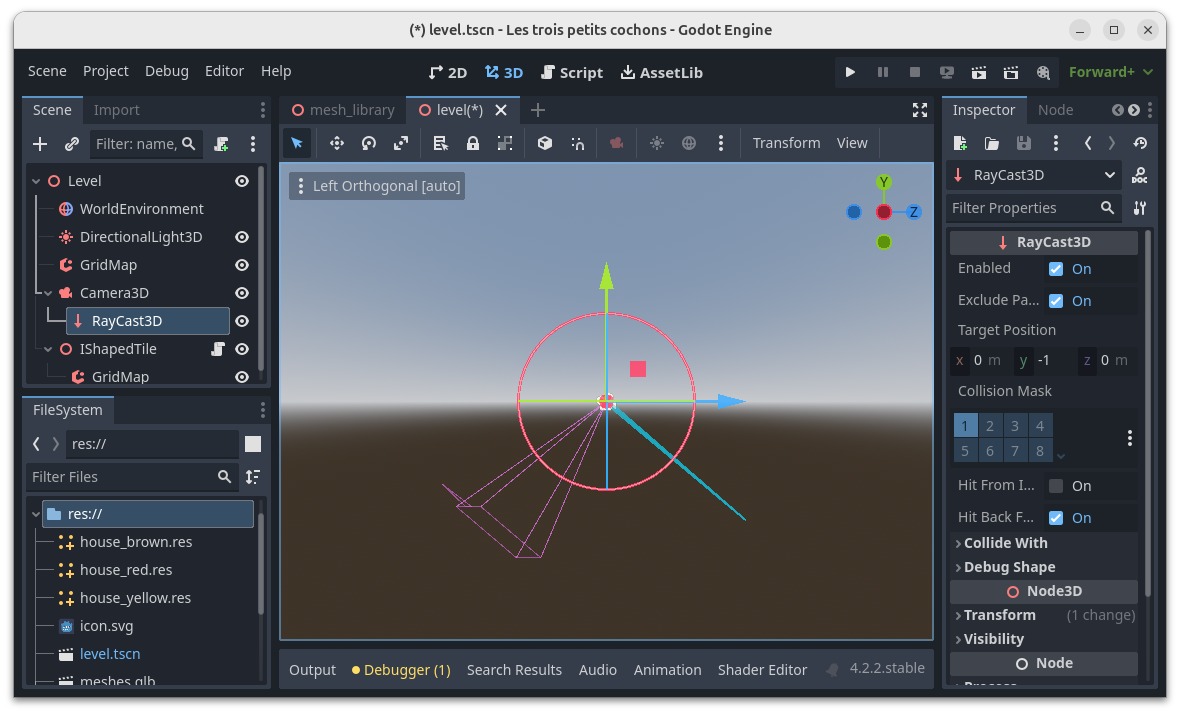 (*) level.tscn - Les trois petits cochons - Godot Engine
Scene Project Debug Editor Help
2D 3D Script AssetLib
Forward+
Scene Import
Filter: name,
Level
WorldEnvironment
DirectionalLight3D
GridMap
Camera3D
RayCast3D
IShapedTile
GridMap
FileSystem
res://
Filter Files
res://
house_brown.res
house_red.res
house_yellow.res
icon.svg
level.tscn
meshes.glb
mesh_library level(*)
Transform View
Left Orthogonal [auto]
Y
Z
Output Debugger (1) Search Results Audio Animation Shader Editor 4.2.2.stable
Inspector Node
RayCast3D
DOC
Filter Properties
RayCast3D
Enabled On
Exclude Pa... On
Target Position
x 0 m y -1 z 0 m
Collision Mask
1 2 3 4
5 6 7 8
Hit From I... On
Hit Back F... On
Collide With
Debug Shape
Node3D
Transform (1 change)
Visibility
Node
Process